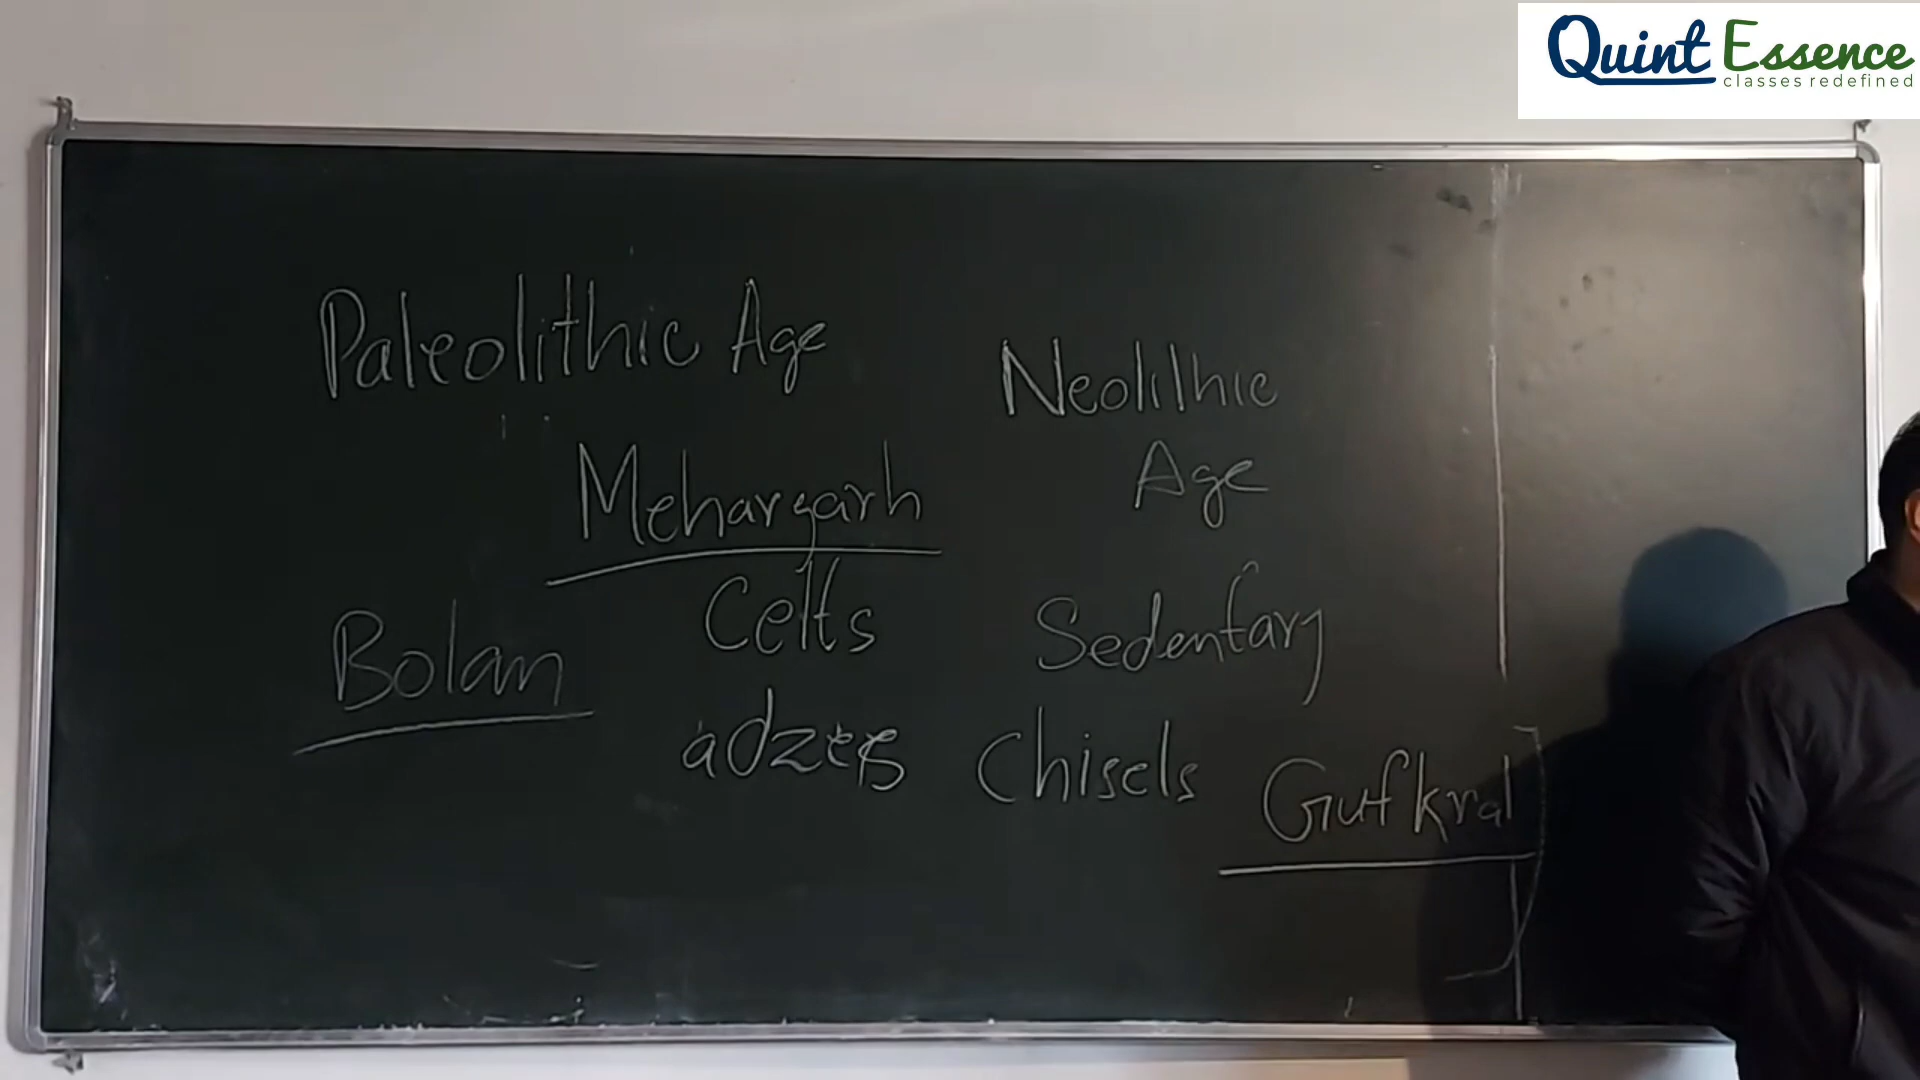 Quint Essence
classes redefined
Paleolithic Age
Neolithic
Age
Mehargarh
Celts
Sedentary
Bolan
adzes
Chisels
Gufkral